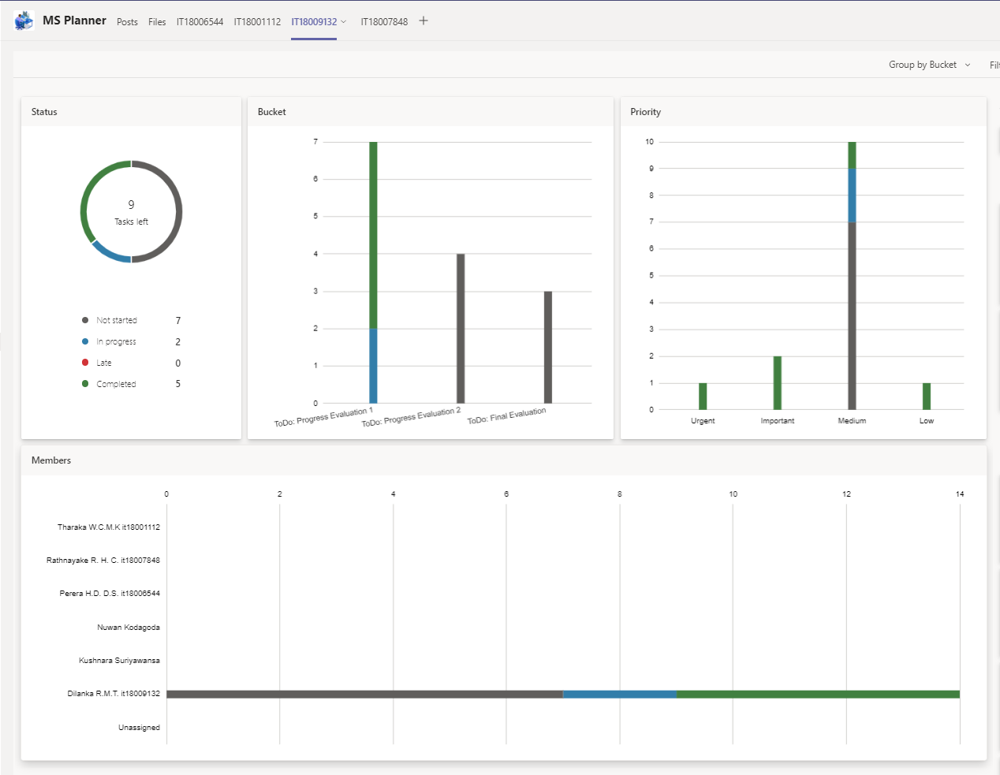 MS Planner Posts Files IT18006544 IT18001112 IT18009132 IT18007848
Group by Bucket
Status
9
Tasks left
Not started 7
In progress 2
Late 0
Completed 5
Bucket
7
6
5
4
3
2
1
0
ToDo: Progress Evaluation 1
ToDo: Progress Evaluation 2
ToDo: Final Evaluation
Priority
10
9
8
7
6
5
4
3
2
1
0
Urgent Important Medium Low
Members
0 2 4 6 8 10 12 14
Tharaka W.C.M.K it18001112
Rathnayake R. H. C. it18007848
Perera H.D. D.S. it18006544
Nuwan Kodagoda
Kushnara Suriyawansa
Dilanka R.M.T. it18009132
Unassigned